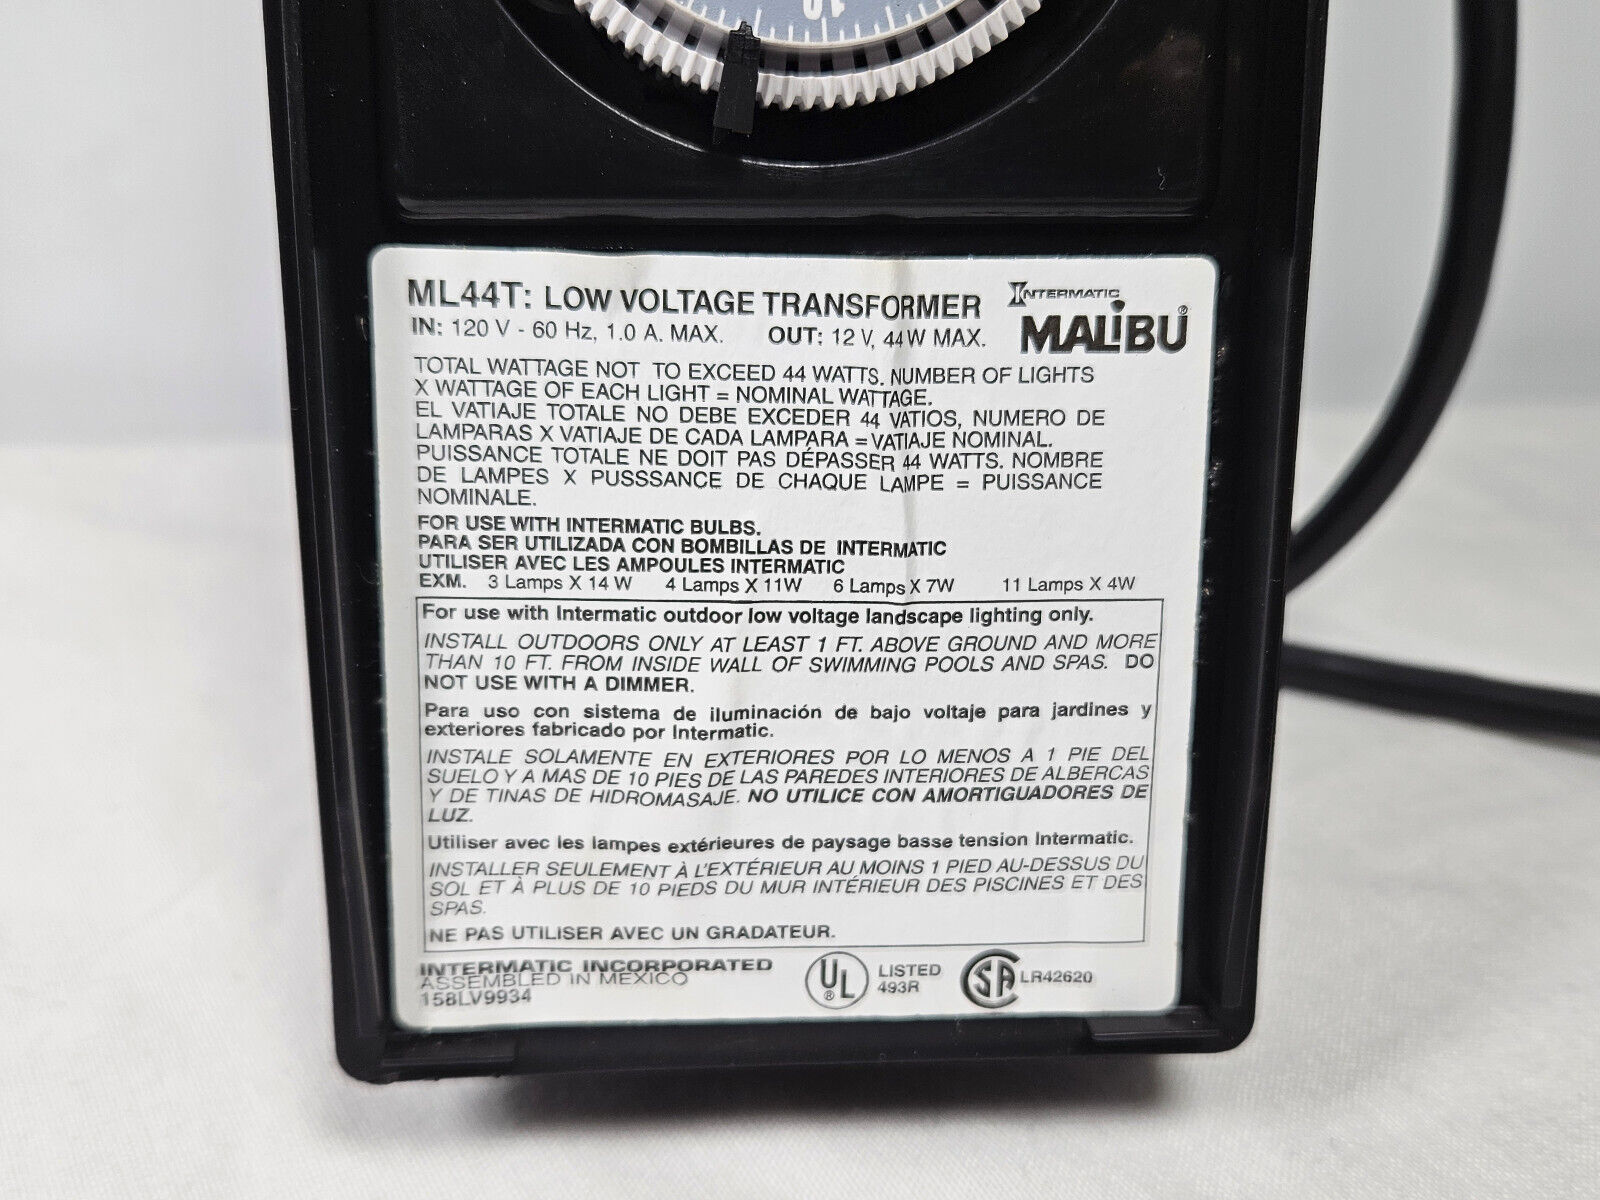 10
ML44T: LOW VOLTAGE TRANSFORMER
INTERMATIC
MALiBU®
IN: 120 V - 60 Hz, 1.0 A. MAX. OUT: 12 V, 44W MAX.
TOTAL WATTAGE NOT TO EXCEED 44 WATTS. NUMBER OF LIGHTS
X WATTAGE OF EACH LIGHT = NOMINAL WATTAGE.
EL VATIAJE TOTALE NO DEBE EXCEDER 44 VATIOS, NUMERO DE
LAMPARAS X VATIAJE DE CADA LAMPARA = VATIAJE NOMINAL.
PUISSANCE TOTALE NE DOIT PAS DÉPASSER 44 WATTS. NOMBRE
DE LAMPES X PUSSSANCE DE CHAQUE LAMPE = PUISSANCE
NOMINALE.
FOR USE WITH INTERMATIC BULBS.
PARA SER UTILIZADA CON BOMBILLAS DE INTERMATIC
UTILISER AVEC LES AMPOULES INTERMATIC
EXM. 3 Lamps X 14 W 4 Lamps X 11W 6 Lamps X 7W 11 Lamps X 4W
For use with Intermatic outdoor low voltage landscape lighting only.
INSTALL OUTDOORS ONLY AT LEAST 1 FT. ABOVE GROUND AND MORE
THAN 10 FT. FROM INSIDE WALL OF SWIMMING POOLS AND SPAS. DO
NOT USE WITH A DIMMER.
Para uso con sistema de iluminación de bajo voltaje para jardines y
exteriores fabricado por Intermatic.
INSTALE SOLAMENTE EN EXTERIORES POR LO MENOS A 1 PIE DEL
SUELO Y A MAS DE 10 PIES DE LAS PAREDES INTERIORES DE ALBERCAS
Y DE TINAS DE HIDROMASAJE. NO UTILICE CON AMORTIGUADORES DE
LUZ.
Utiliser avec les lampes extérieures de paysage basse tension Intermatic.
INSTALLER SEULEMENT À L'EXTÉRIEUR AU MOINS 1 PIED AU-DESSUS DU
SOL ET À PLUS DE 10 PIEDS DU MUR INTÉRIEUR DES PISCINES ET DES
SPAS.
NE PAS UTILISER AVEC UN GRADATEUR.
INTERMATIC INCORPORATED
ASSEMBLED IN MEXICO
158LV9934
UL®
LISTED
493R
SA
LR42620